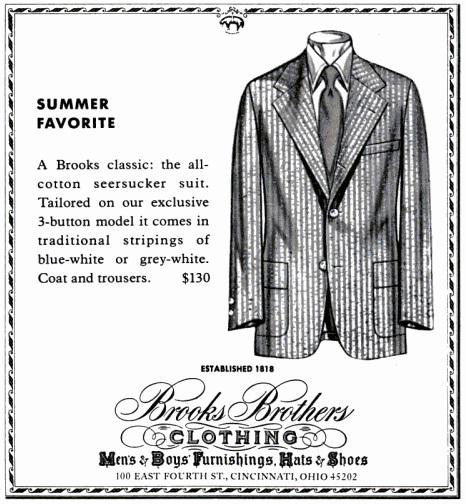 SUMMER
FAVORITE
A Brooks classic: the all-
cotton seersucker suit.
Tailored on our exclusive
3-button model it comes in
traditional stripings of
blue-white or grey-white.
Coat and trousers. $130
ESTABLISHED 1818
Brooks Brothers
CLOTHING
Men's & Boys' Furnishings, Hats & Shoes
100 EAST FOURTH ST., CINCINNATI, OHIO 45202